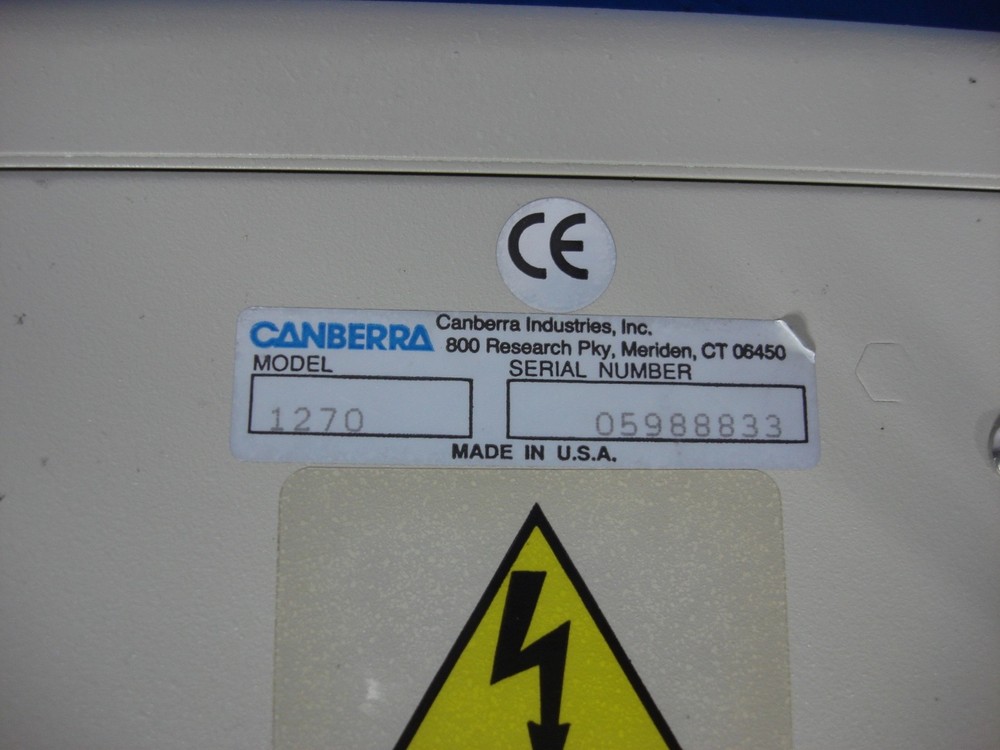 CE
CANBERRA Canberra Industries, Inc.
800 Research Pky, Meriden, CT 06450
MODEL SERIAL NUMBER
1270 05988833
MADE IN U.S.A.